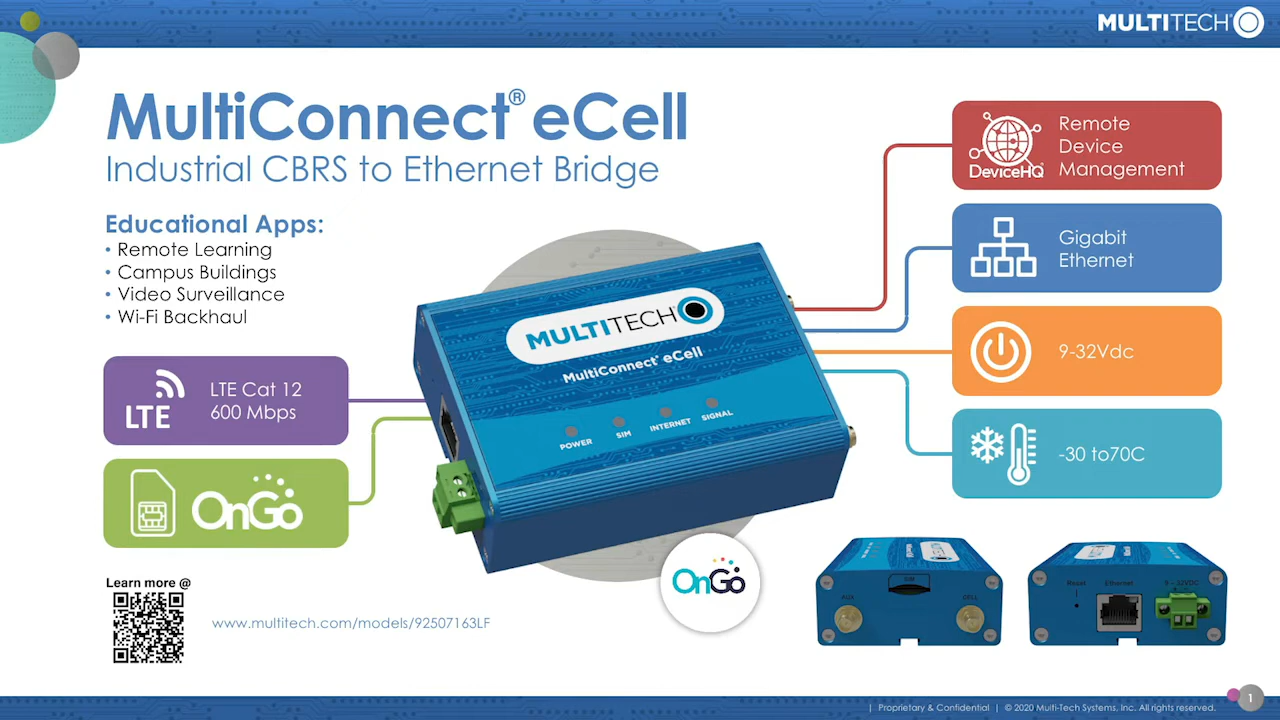 MULTITECH
MultiConnect® eCell
Industrial CBRS to Ethernet Bridge
Educational Apps:
• Remote Learning
• Campus Buildings
• Video Surveillance
• Wi-Fi Backhaul
LTE
LTE Cat 12
600 Mbps
OnGo
Learn more @
www.multitech.com/models/92507163LF
MULTITECH
MultiConnect® eCell
POWER
SIM
INTERNET
SIGNAL
OnGo
DeviceHQ
Remote
Device
Management
Gigabit
Ethernet
9-32Vdc
-30 to70C
SIM
AUX
CELL
Reset
Ethernet
9 - 32VDC
| Proprietary & Confidential | © 2020 Multi-Tech Systems, Inc. All rights reserved.
1